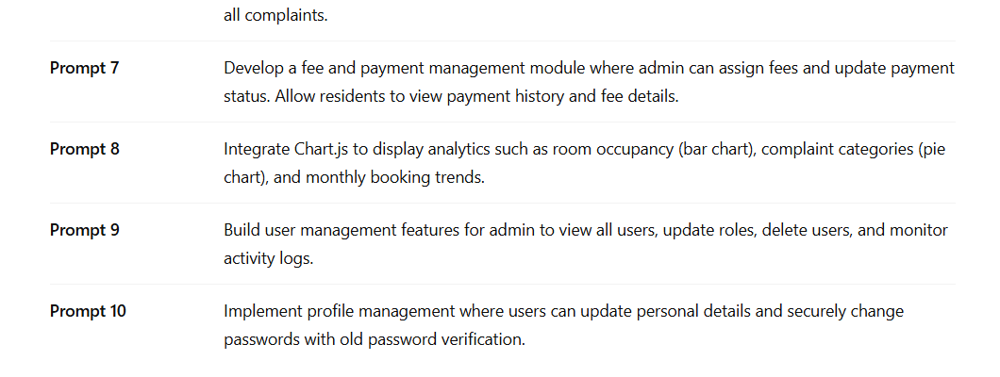 all complaints.
Prompt 7 Develop a fee and payment management module where admin can assign fees and update payment
status. Allow residents to view payment history and fee details.
Prompt 8 Integrate Chart.js to display analytics such as room occupancy (bar chart), complaint categories (pie
chart), and monthly booking trends.
Prompt 9 Build user management features for admin to view all users, update roles, delete users, and monitor
activity logs.
Prompt 10 Implement profile management where users can update personal details and securely change
passwords with old password verification.